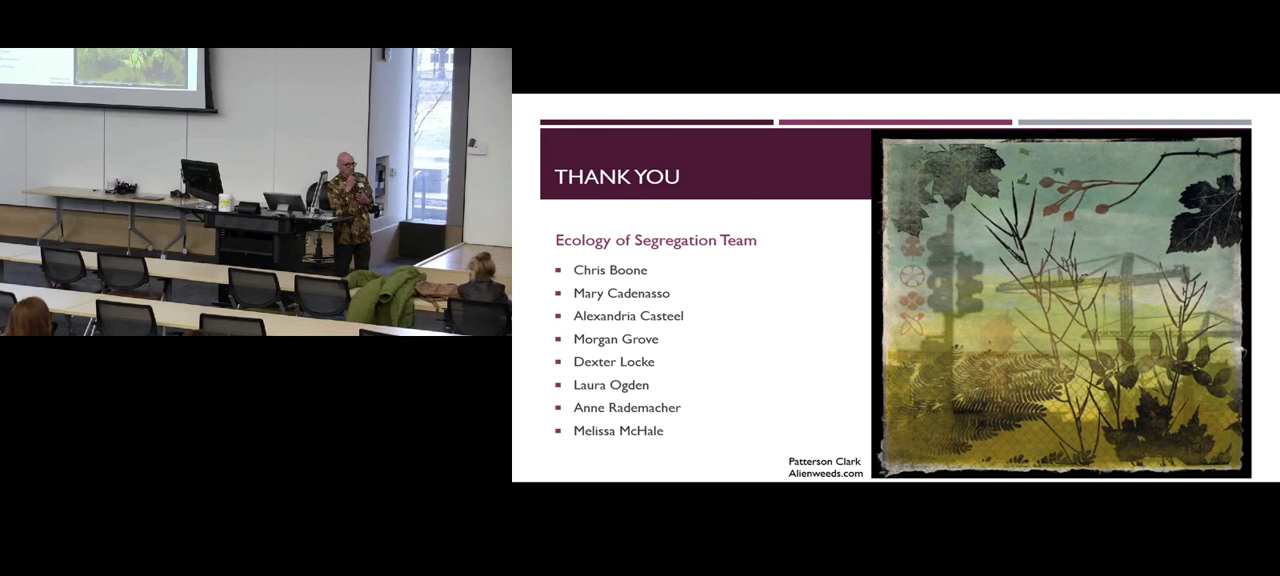 THANK YOU
Ecology of Segregation Team
Chris Boone
Mary Cadenasso
Alexandria Casteel
Morgan Grove
Dexter Locke
Laura Ogden
Anne Rademacher
Melissa McHale
Patterson Clark
Alienweeds.com